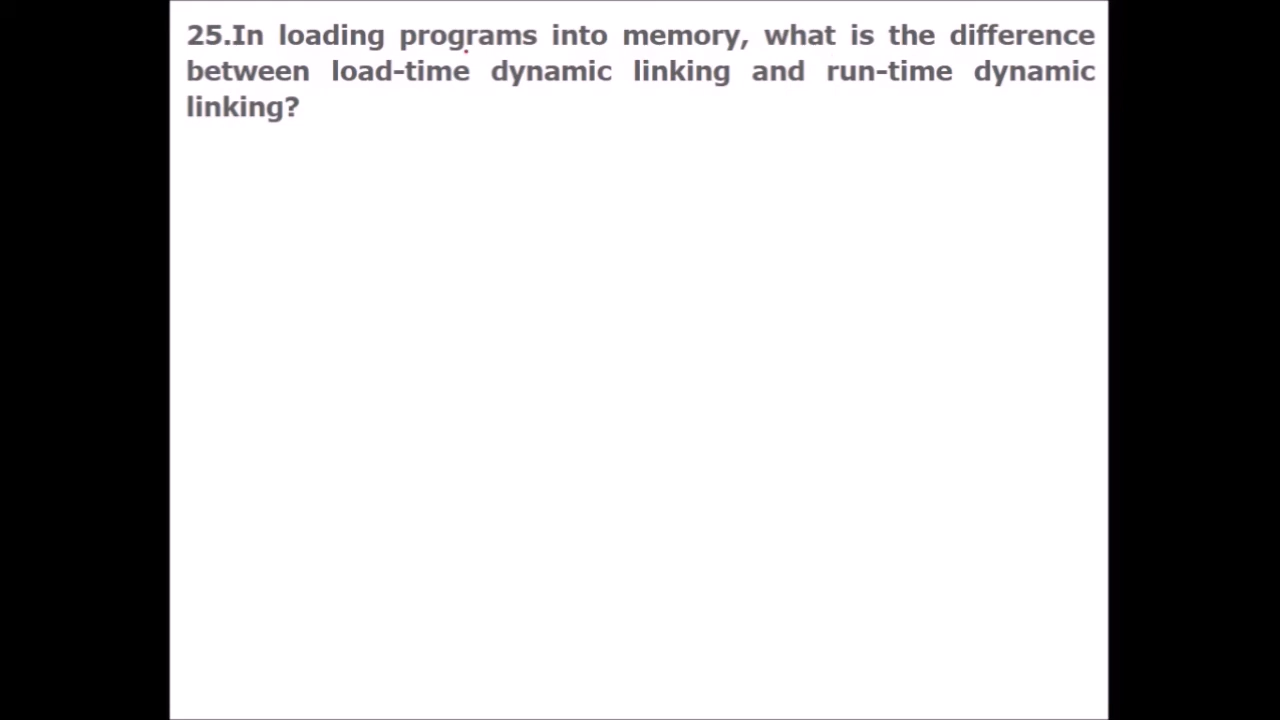 25.In loading programs into memory, what is the difference
between load-time dynamic linking and run-time dynamic
linking?